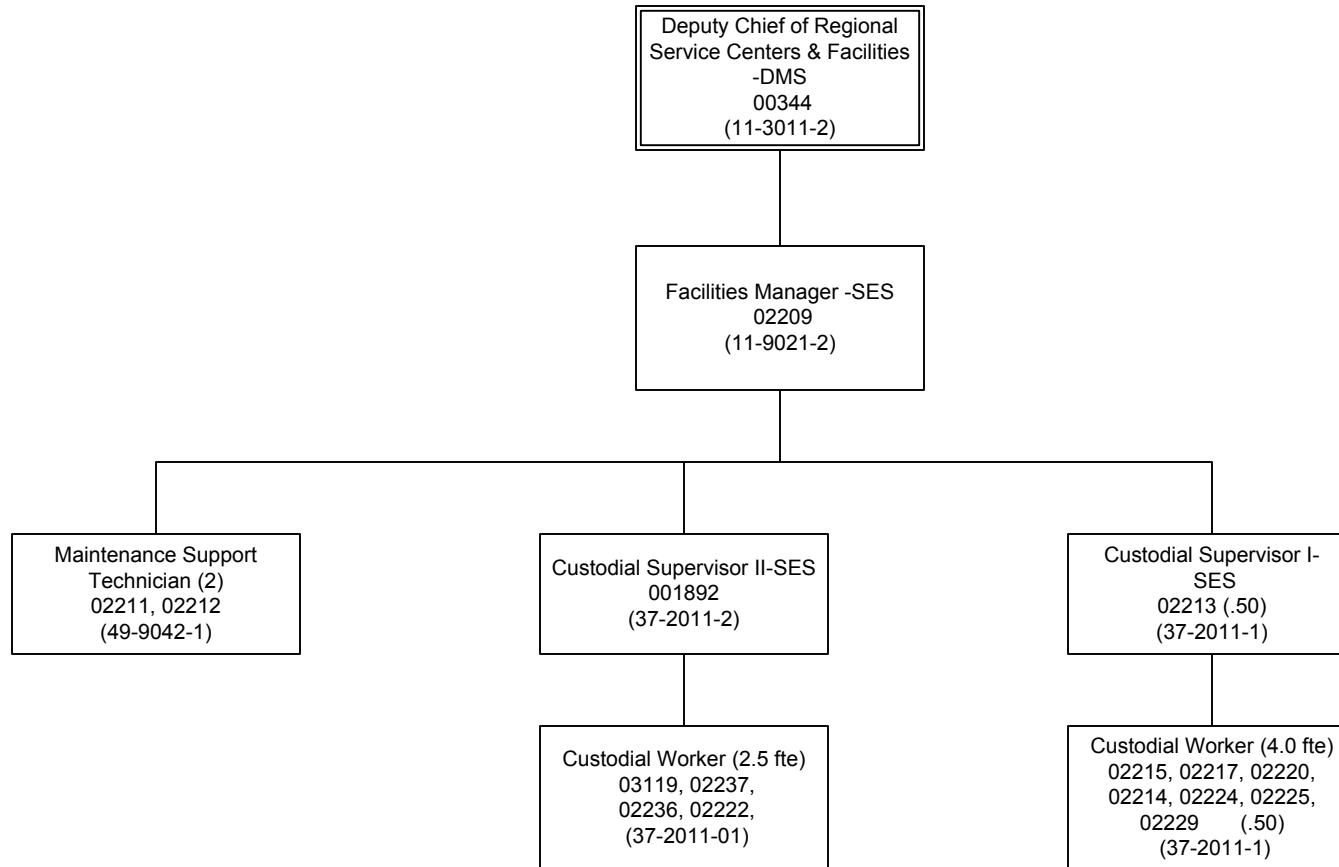 Deputy Chief of Regional
Service Centers & Facilities
-DMS
00344
(11-3011-2)
Facilities Manager -SES
02209
(11-9021-2)
Maintenance Support
Technician (2)
02211, 02212
(49-9042-1)
Custodial Supervisor II-SES
001892
(37-2011-2)
Custodial Supervisor I-
SES
02213 (.50)
(37-2011-1)
Custodial Worker (2.5 fte)
03119, 02237,
02236, 02222,
(37-2011-01)
Custodial Worker (4.0 fte)
02215, 02217, 02220,
02214, 02224, 02225,
02229 (.50)
(37-2011-1)